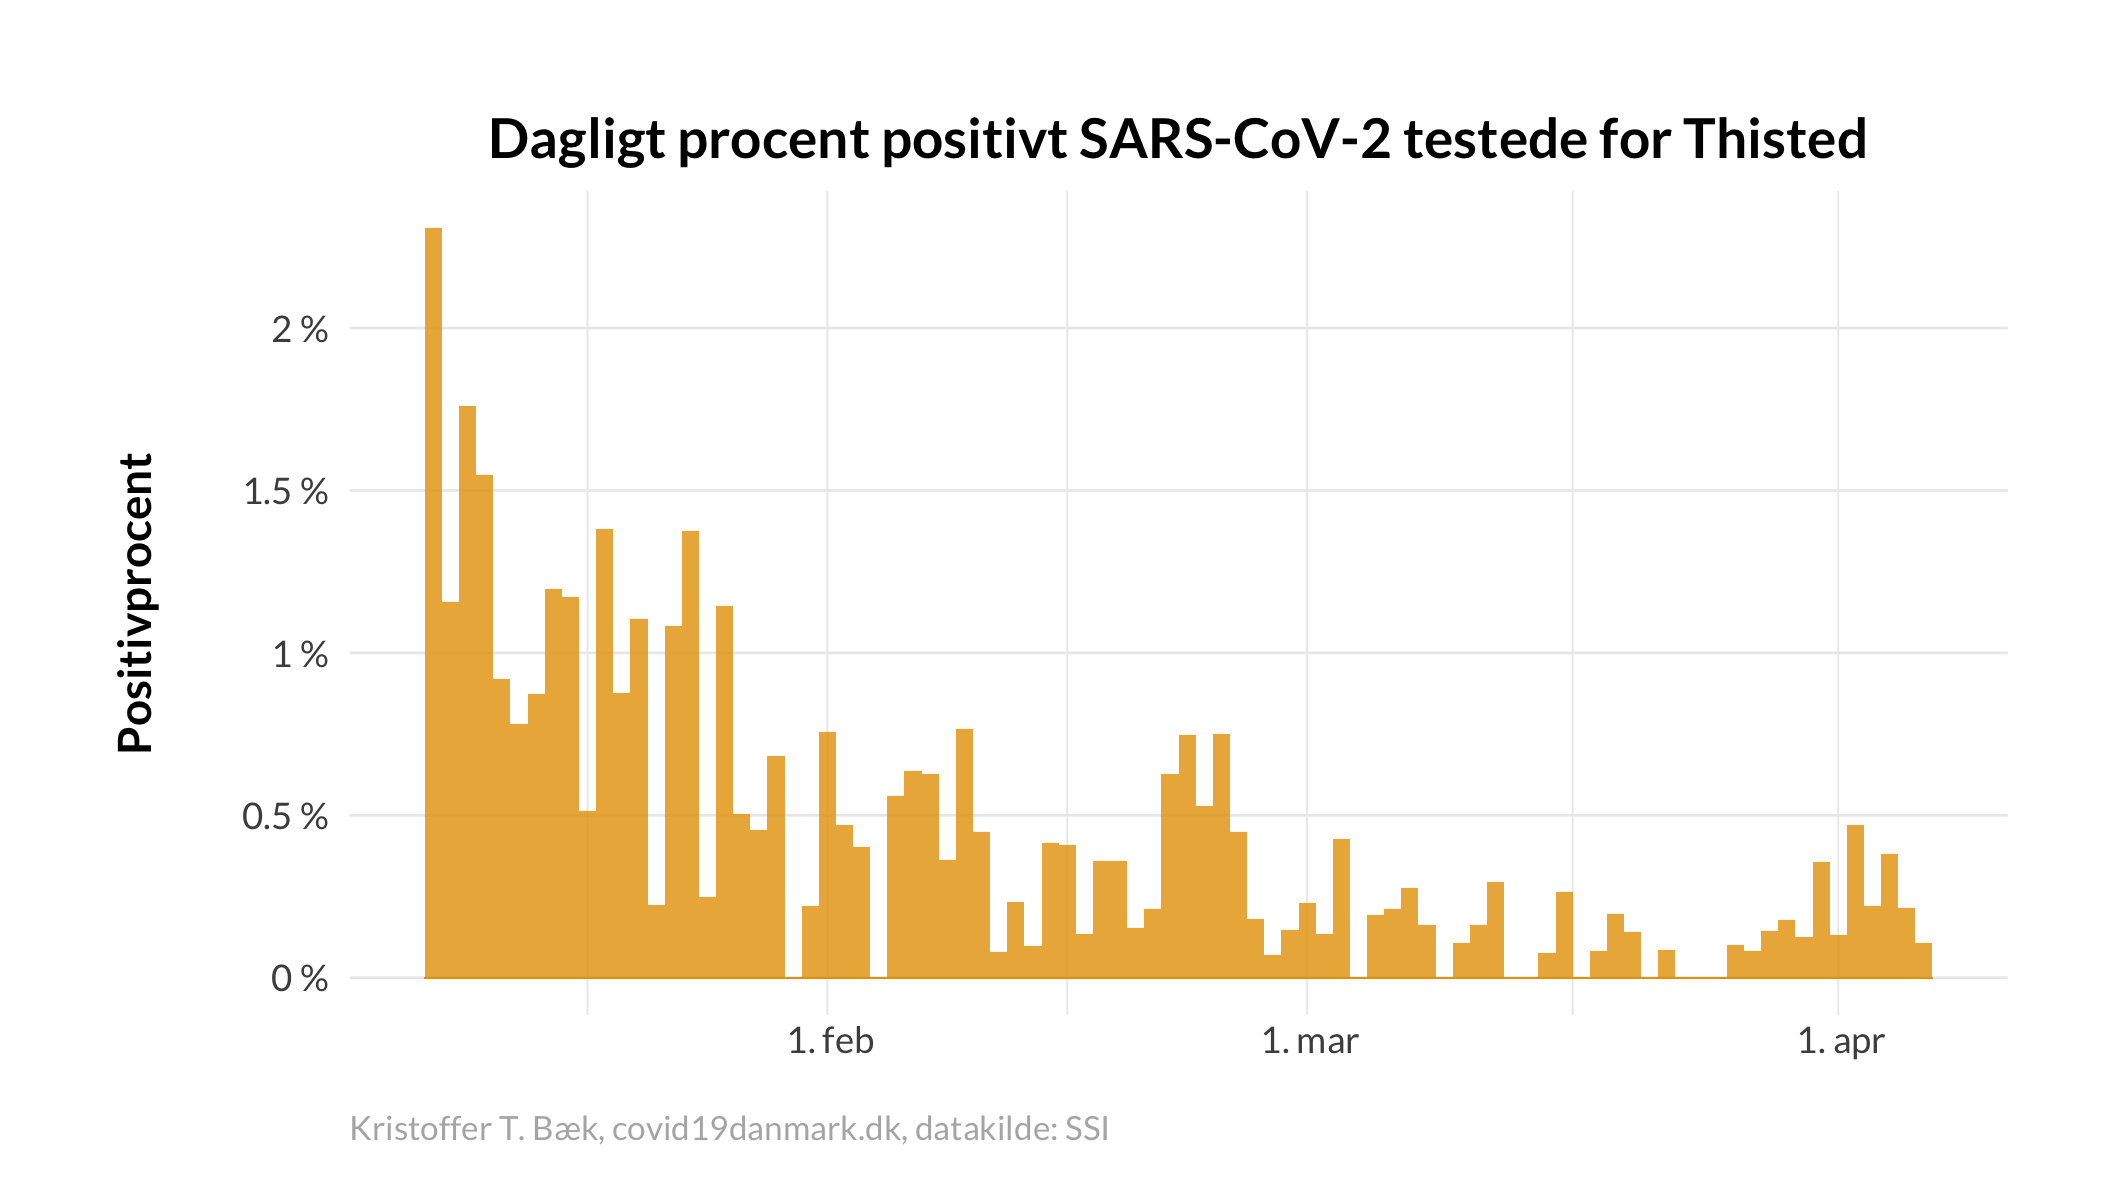 Dagligt procent positivt SARS-CoV-2 testede for Thisted
Positivprocent
2 %
1.5 %
1 %
0.5 %
0 %
1. feb
1. mar
1. apr
Kristoffer T. Bæk, covid19danmark.dk, datakilde: SSI